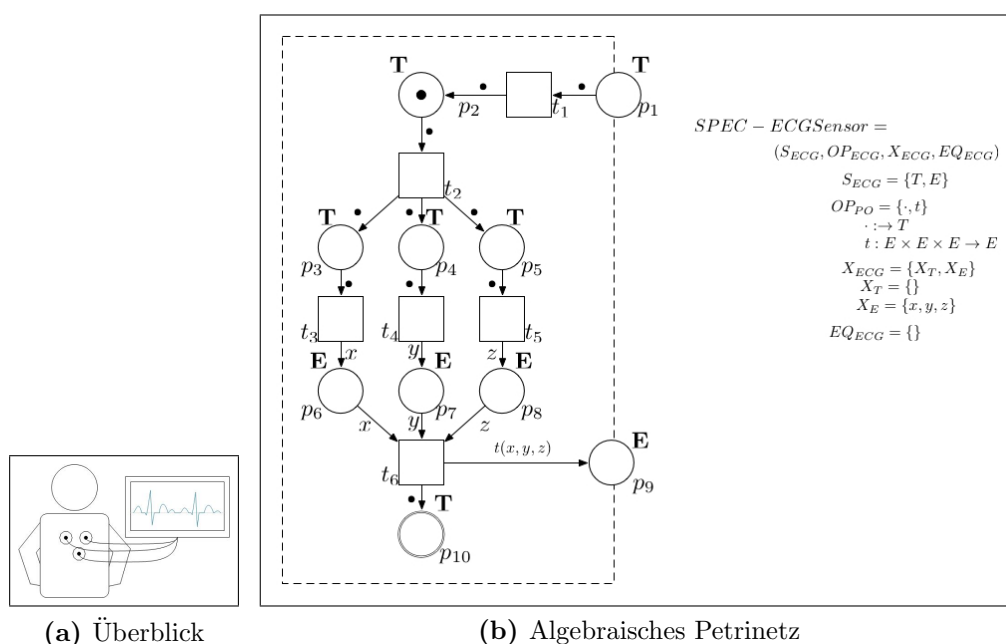 T
T
p₂
t₁
p₁
t₂
T
T
T
p₃
p₄
p₅
t₃
t₄
t₅
x
y
z
E
E
E
p₆
p₇
p₈
x
y
z
t(x, y, z)
E
t₆
p₉
T
p₁₀
SPEC − ECGSensor =
(S_ECG, OP_ECG, X_ECG, EQ_ECG)
S_ECG = {T, E}
OP_PO = {·, t}
· :→ T
t : E × E × E → E
X_ECG = {X_T, X_E}
X_T = {}
X_E = {x, y, z}
EQ_ECG = {}
(a) Überblick
(b) Algebraisches Petrinetz